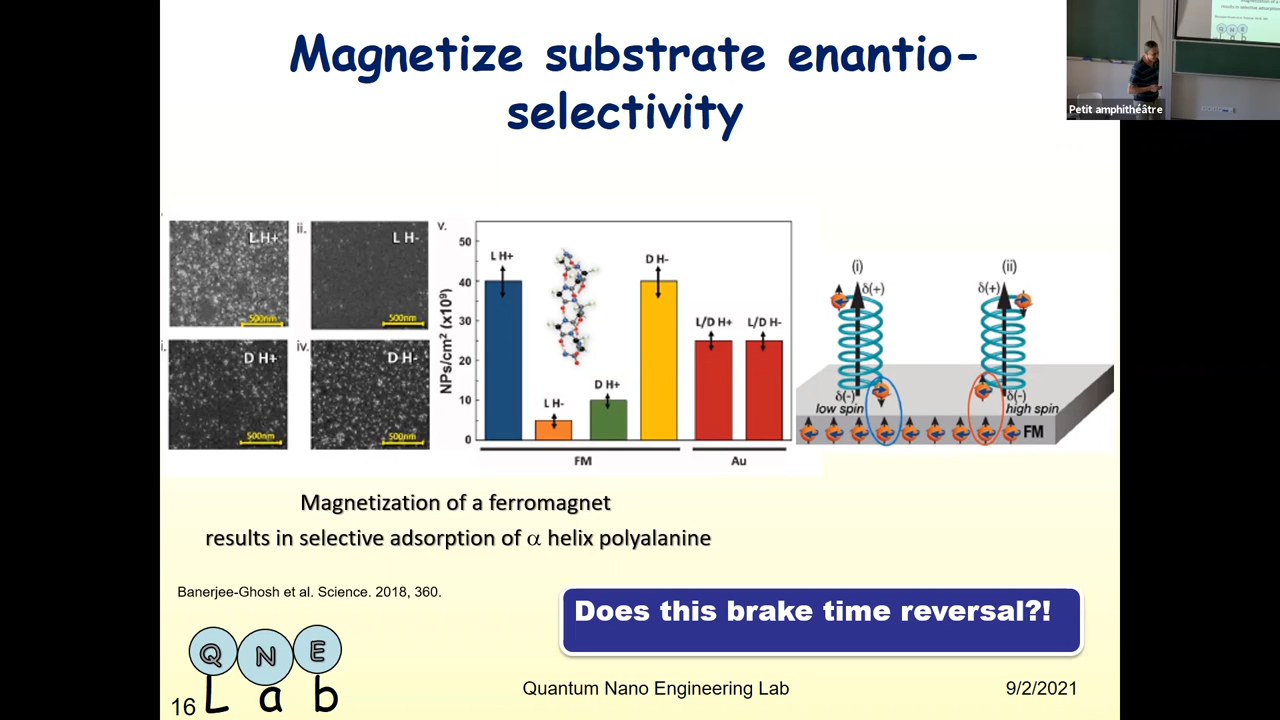 Magnetize substrate enantio-
selectivity
Petit amphithéâtre
L H+
500nm
ii.
L H-
500nm
i.
D H+
500nm
iv.
D H-
500nm
v.
NPs/cm² (x10⁹)
50
40
30
20
10
0
L H+
L H-
D H+
D H-
L/D H+
L/D H-
FM
Au
(i)
(ii)
δ(+)
δ(+)
δ(-)
δ(-)
low spin
high spin
FM
Magnetization of a ferromagnet
results in selective adsorption of α helix polyalanine
Banerjee-Ghosh et al. Science. 2018, 360.
Does this brake time reversal?!
Q N E
Lab
16
Quantum Nano Engineering Lab
9/2/2021